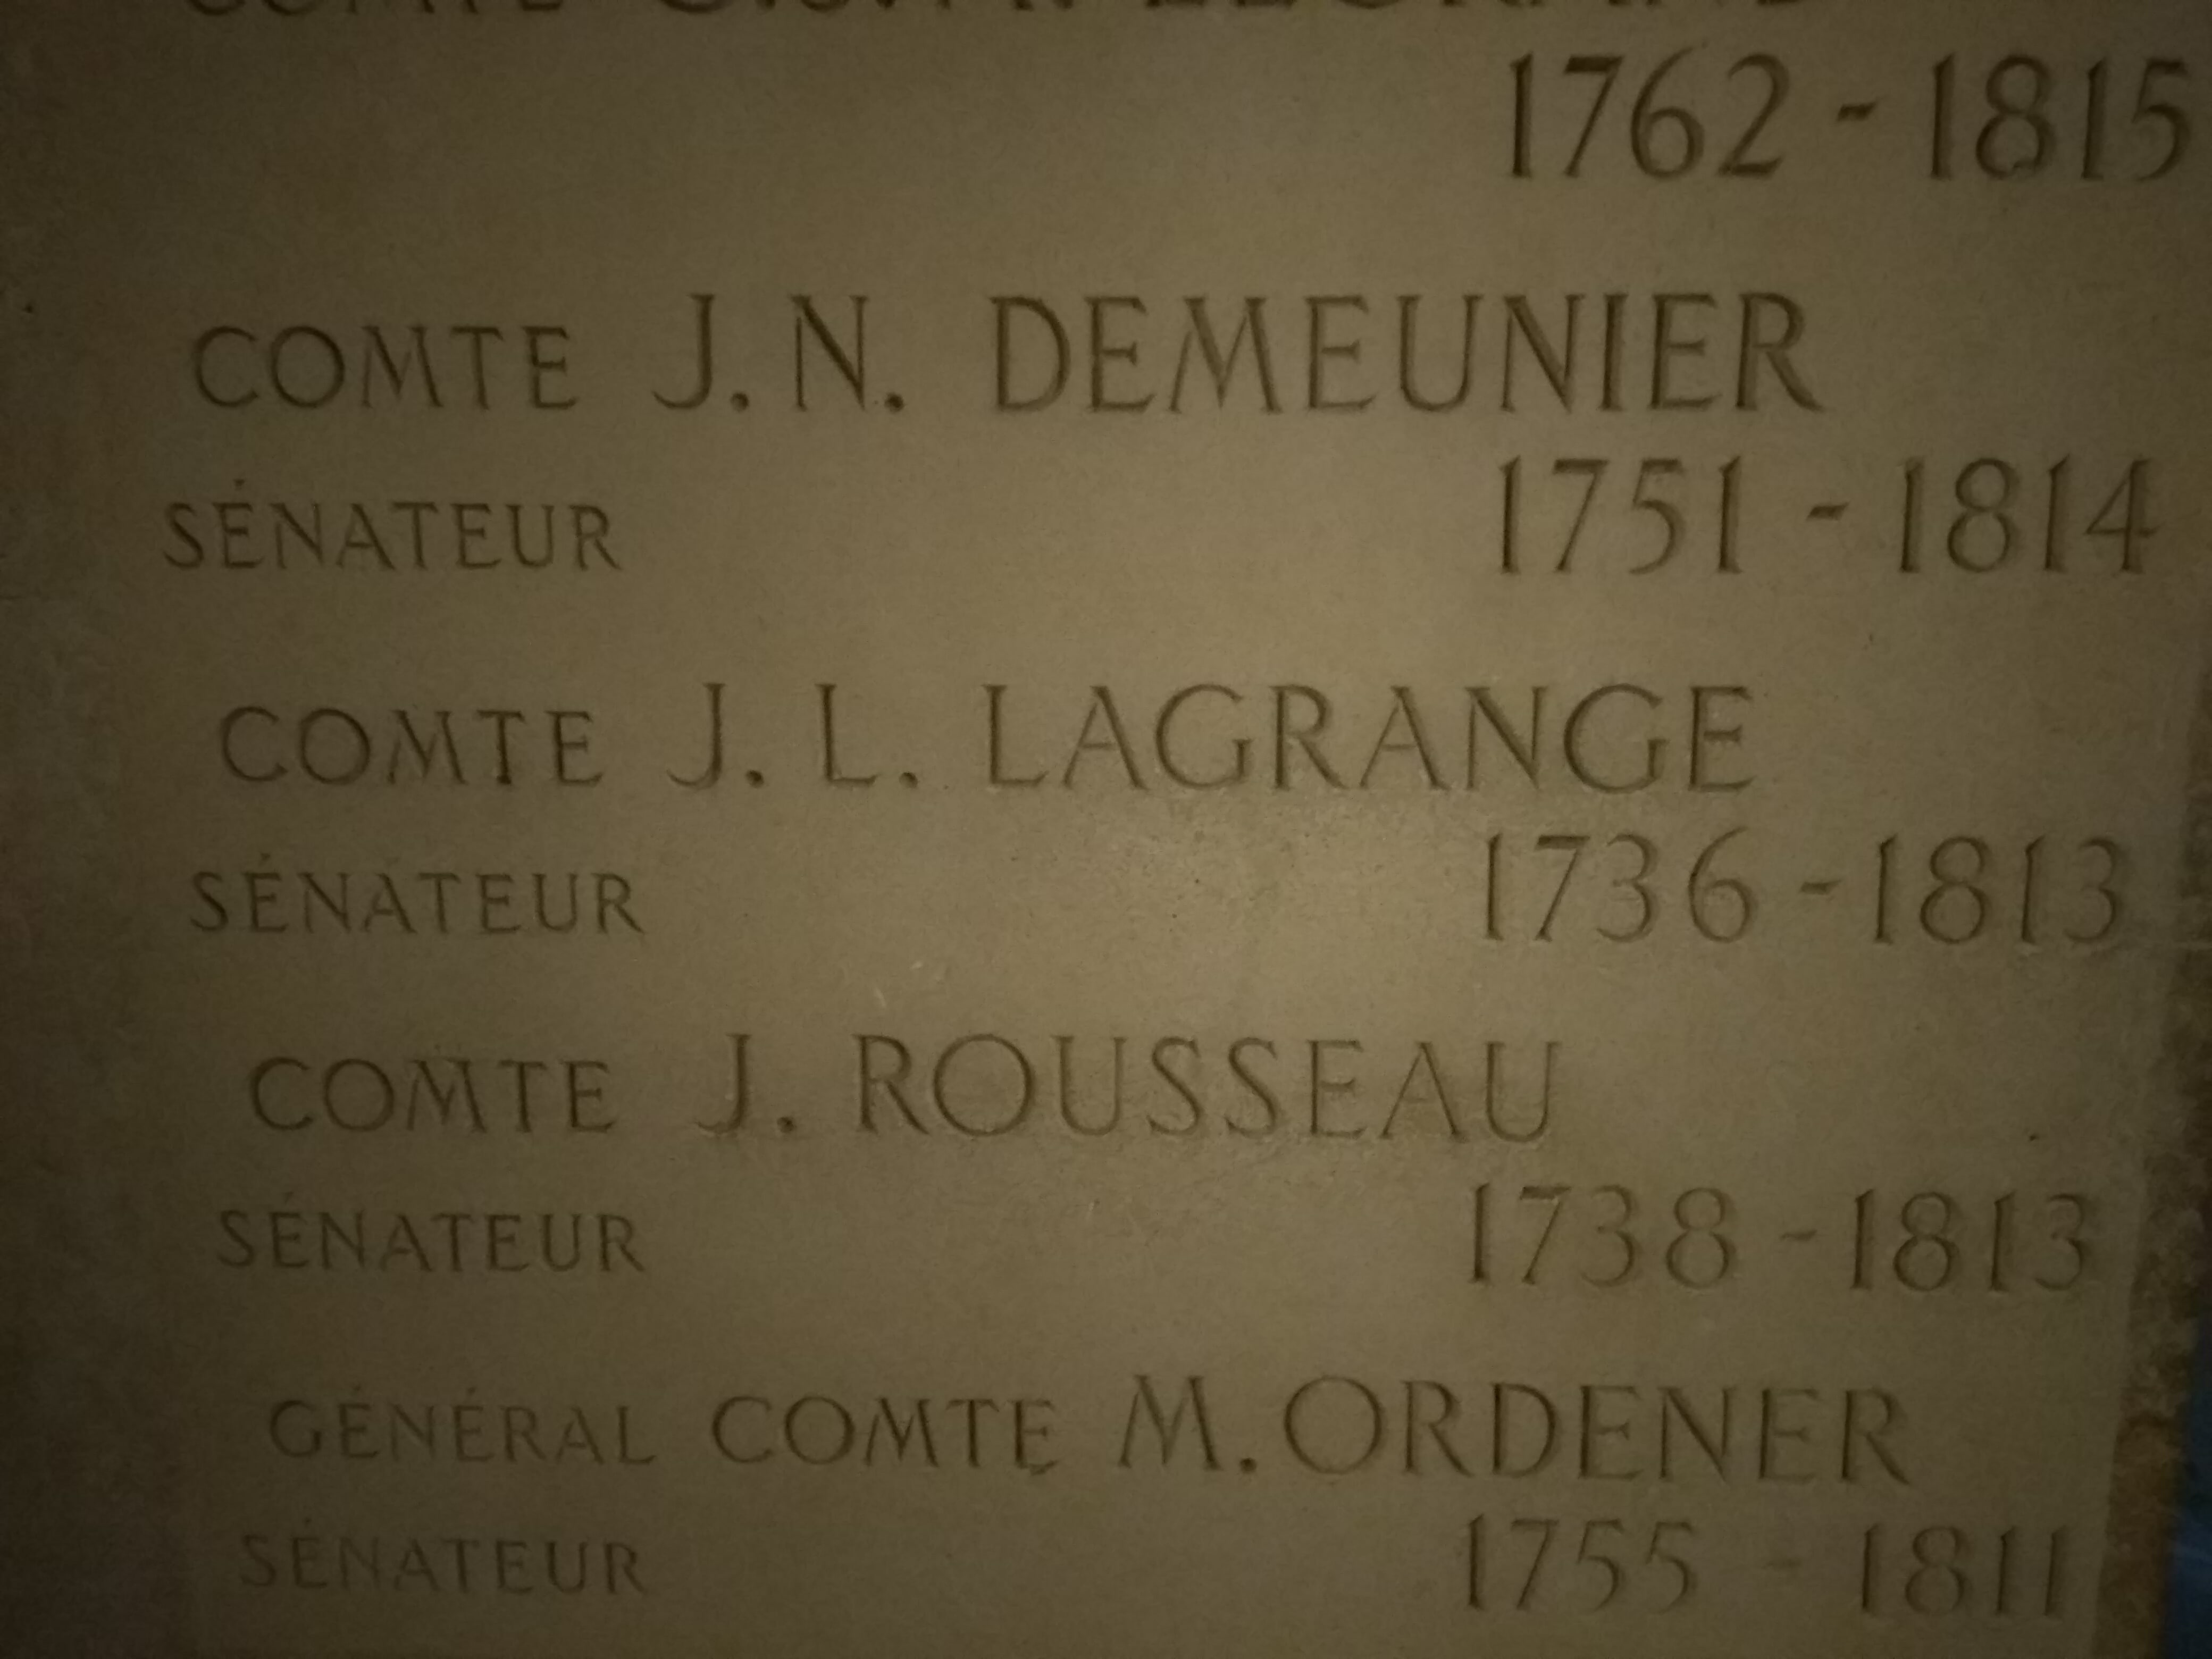 1762 - 1815
COMTE J. N. DEMEUNIER
SÉNATEUR 1751 - 1814
COMTE J. L. LAGRANGE
SÉNATEUR 1736 - 1813
COMTE J. ROUSSEAU
SÉNATEUR 1738 - 1813
GÉNÉRAL COMTE M. ORDENER
SÉNATEUR 1755 - 1811